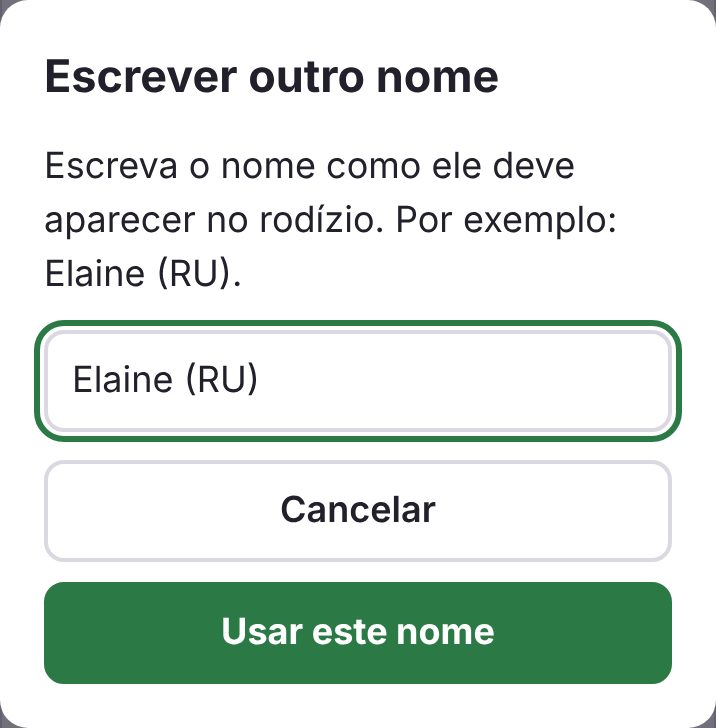 Escrever outro nome
Escreva o nome como ele deve
aparecer no rodízio. Por exemplo:
Elaine (RU).
Elaine (RU)
Cancelar
Usar este nome